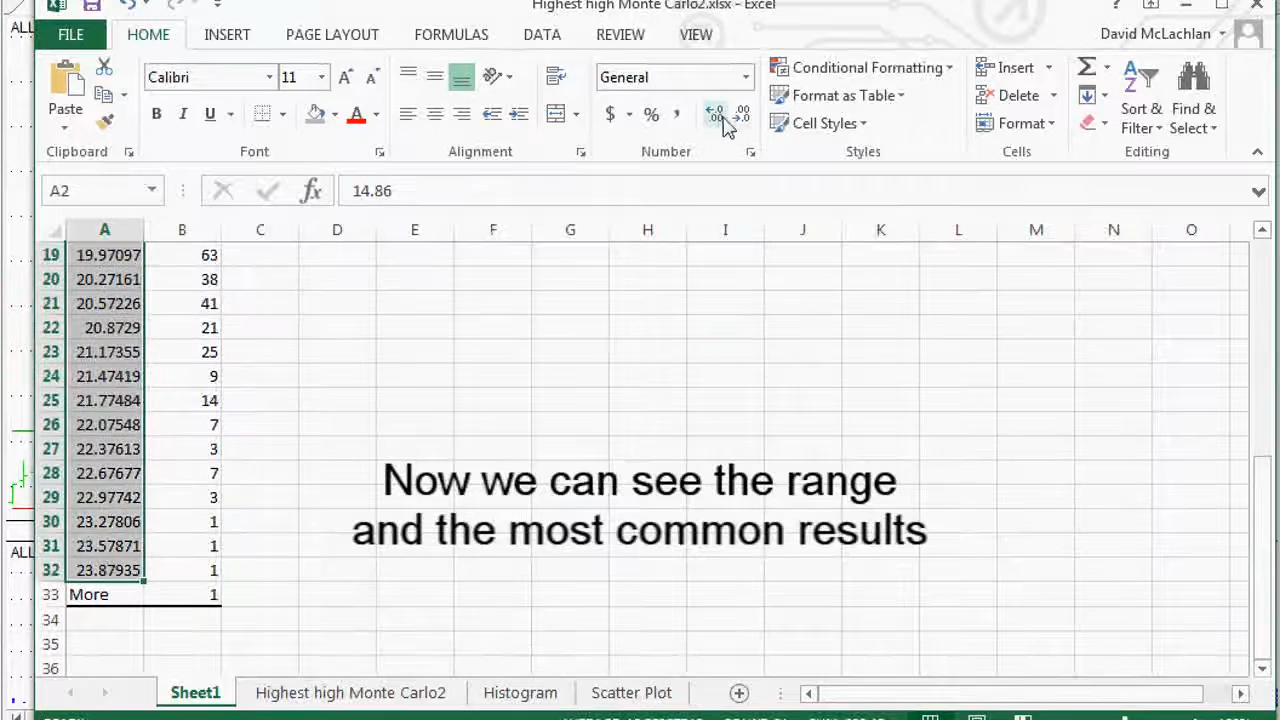 Highest high Monte Carlo2.xlsx - Excel
? 
ALL
FILE HOME INSERT PAGE LAYOUT FORMULAS DATA REVIEW VIEW David McLachlan
Calibri 11 General Conditional Formatting Insert Σ
Paste Format as Table Delete Sort & Find &
B I U A $ % , Cell Styles Format Filter Select
Clipboard Font Alignment Number Styles Cells Editing
A2 fx 14.86
A B C D E F G H I J K L M N O
19 19.97097 63
20 20.27161 38
21 20.57226 41
22 20.8729 21
23 21.17355 25
24 21.47419 9
25 21.77484 14
26 22.07548 7
27 22.37613 3
28 22.67677 7
29 22.97742 3
30 23.27806 1
31 23.57871 1
32 23.87935 1
33 More 1
34
35
36
Now we can see the range
and the most common results
ALL
Sheet1 Highest high Monte Carlo2 Histogram Scatter Plot